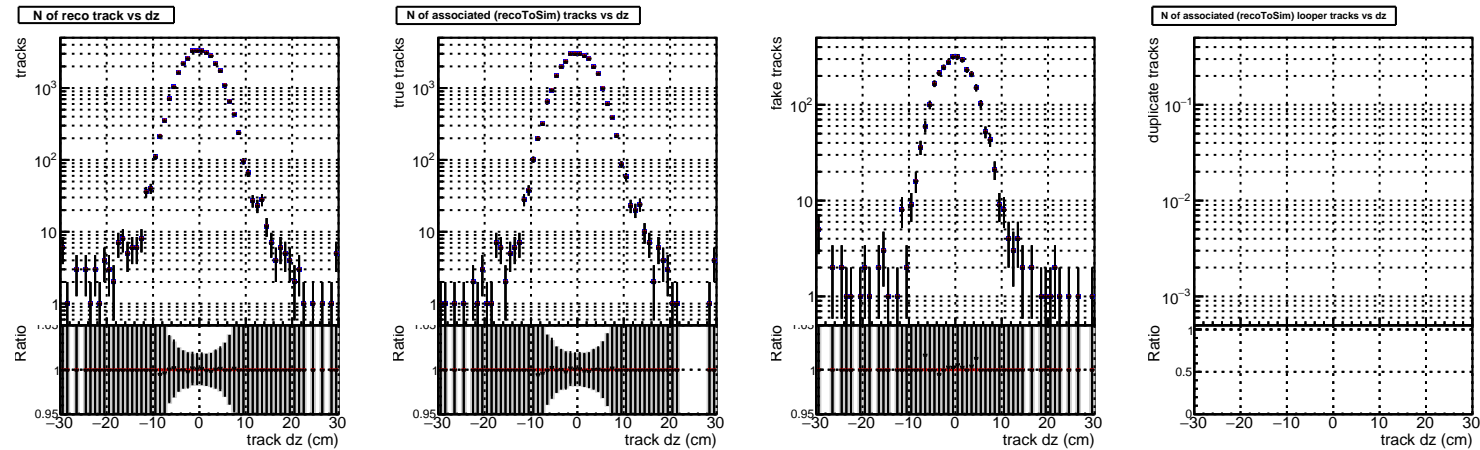 N of reco track vs dz
tracks
10³
10²
10
1
Ratio
1.05
1
0.95
−30 −20 −10 0 10 20 30
track dz (cm)
N of associated (recoToSim) tracks vs dz
true tracks
10³
10²
10
1
Ratio
1.05
1
0.95
−30 −20 −10 0 10 20 30
track dz (cm)
fake tracks
10²
10
1
Ratio
1.05
1
0.95
−30 −20 −10 0 10 20 30
track dz (cm)
N of associated (recoToSim) looper tracks vs dz
duplicate tracks
10⁻¹
10⁻²
10⁻³
Ratio
1
0.5
0
−30 −20 −10 0 10 20 30
track dz (cm)